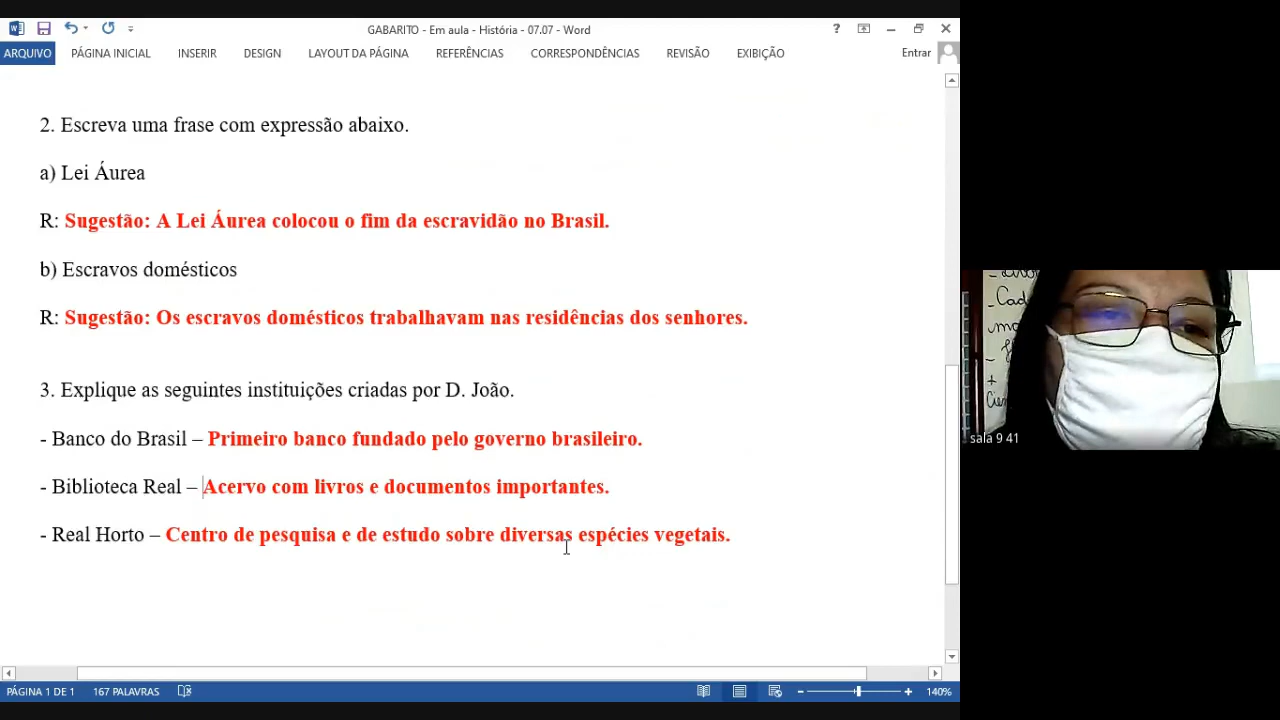 GABARITO - Em aula - História - 07.07 - Word
ARQUIVO PÁGINA INICIAL INSERIR DESIGN LAYOUT DA PÁGINA REFERÊNCIAS CORRESPONDÊNCIAS REVISÃO EXIBIÇÃO Entrar
2. Escreva uma frase com expressão abaixo.
a) Lei Áurea
R: Sugestão: A Lei Áurea colocou o fim da escravidão no Brasil.
b) Escravos domésticos
R: Sugestão: Os escravos domésticos trabalhavam nas residências dos senhores.
3. Explique as seguintes instituições criadas por D. João.
- Banco do Brasil – Primeiro banco fundado pelo governo brasileiro.
- Biblioteca Real – Acervo com livros e documentos importantes.
- Real Horto – Centro de pesquisa e de estudo sobre diversas espécies vegetais.
PÁGINA 1 DE 1 167 PALAVRAS 140%
sala 9 41